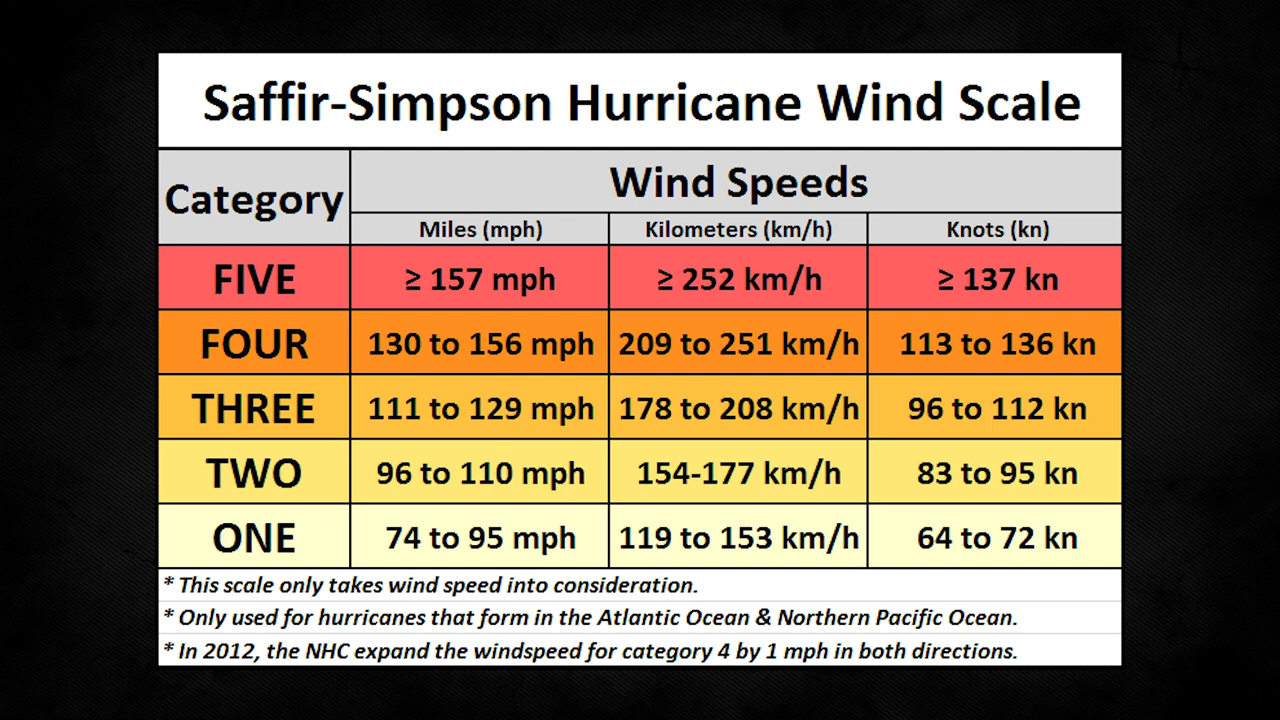 Saffir-Simpson Hurricane Wind Scale
Category
Wind Speeds
Miles (mph) Kilometers (km/h) Knots (kn)
FIVE ≥ 157 mph ≥ 252 km/h ≥ 137 kn
FOUR 130 to 156 mph 209 to 251 km/h 113 to 136 kn
THREE 111 to 129 mph 178 to 208 km/h 96 to 112 kn
TWO 96 to 110 mph 154-177 km/h 83 to 95 kn
ONE 74 to 95 mph 119 to 153 km/h 64 to 72 kn
* This scale only takes wind speed into consideration.
* Only used for hurricanes that form in the Atlantic Ocean & Northern Pacific Ocean.
* In 2012, the NHC expand the windspeed for category 4 by 1 mph in both directions.